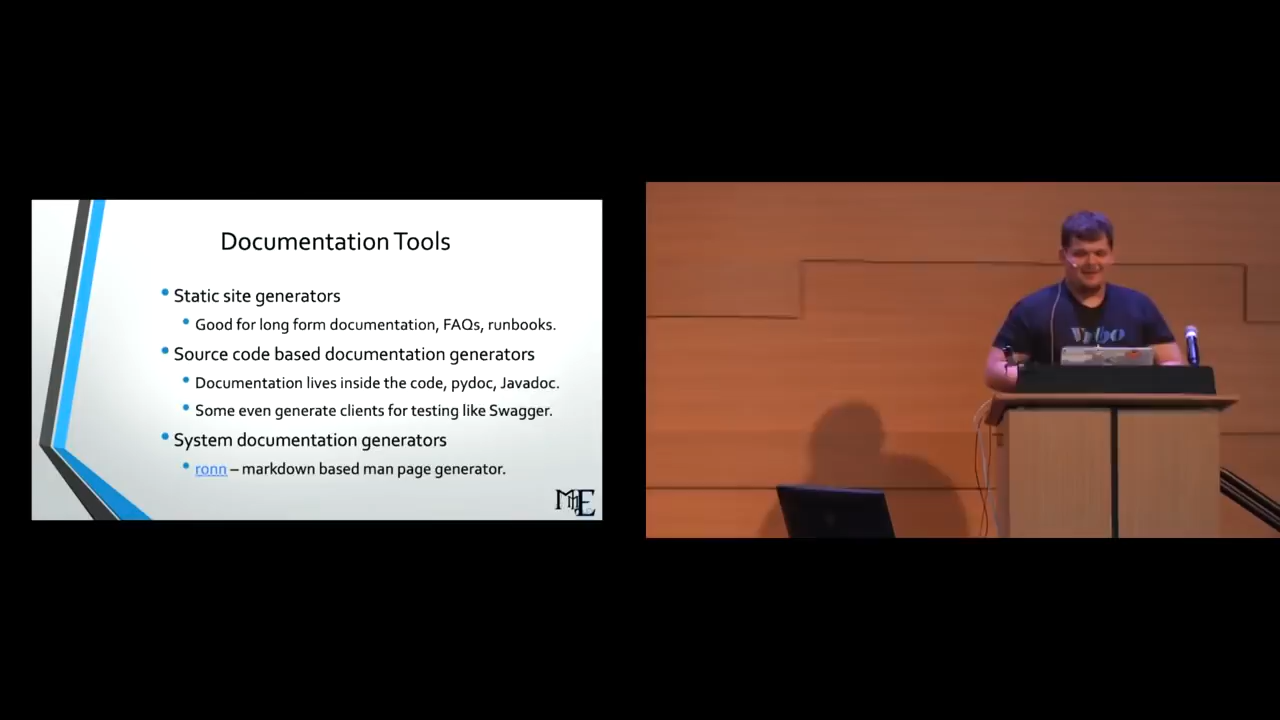 Documentation Tools
• Static site generators
• Good for long form documentation, FAQs, runbooks.
• Source code based documentation generators
• Documentation lives inside the code, pydoc, Javadoc.
• Some even generate clients for testing like Swagger.
• System documentation generators
• ronn – markdown based man page generator.
Vrbo